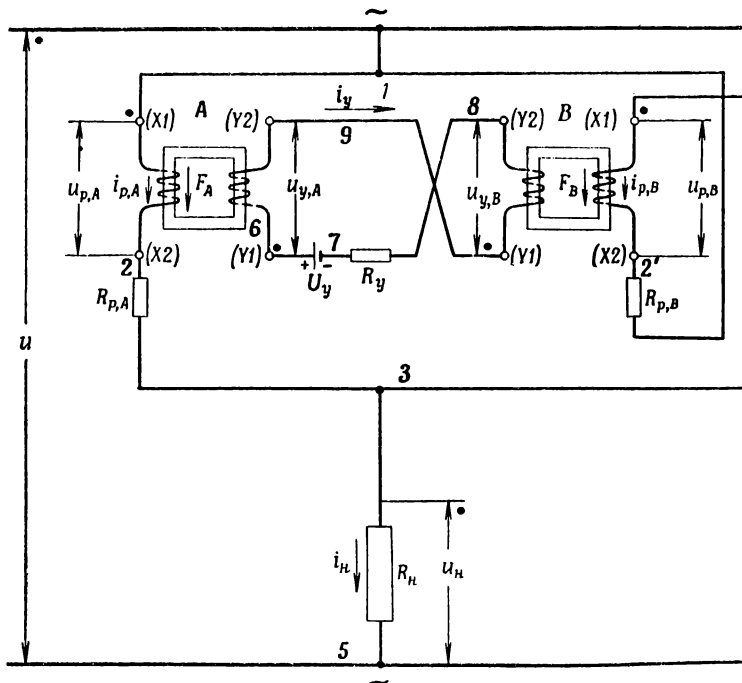 ~
1
A
i_y
8
B
(X1)
(Y2)
9
(Y2)
(X1)
u_{p,A}
i_{p,A}
F_A
u_{y,A}
u_{y,B}
F_B
i_{p,B}
u_{p,B}
6
2
(X2)
(Y1)
+
-
7
(Y1)
(X2)
2'
U_y
R_y
R_{p,A}
R_{p,B}
u
3
i_н
R_н
u_н
5
~